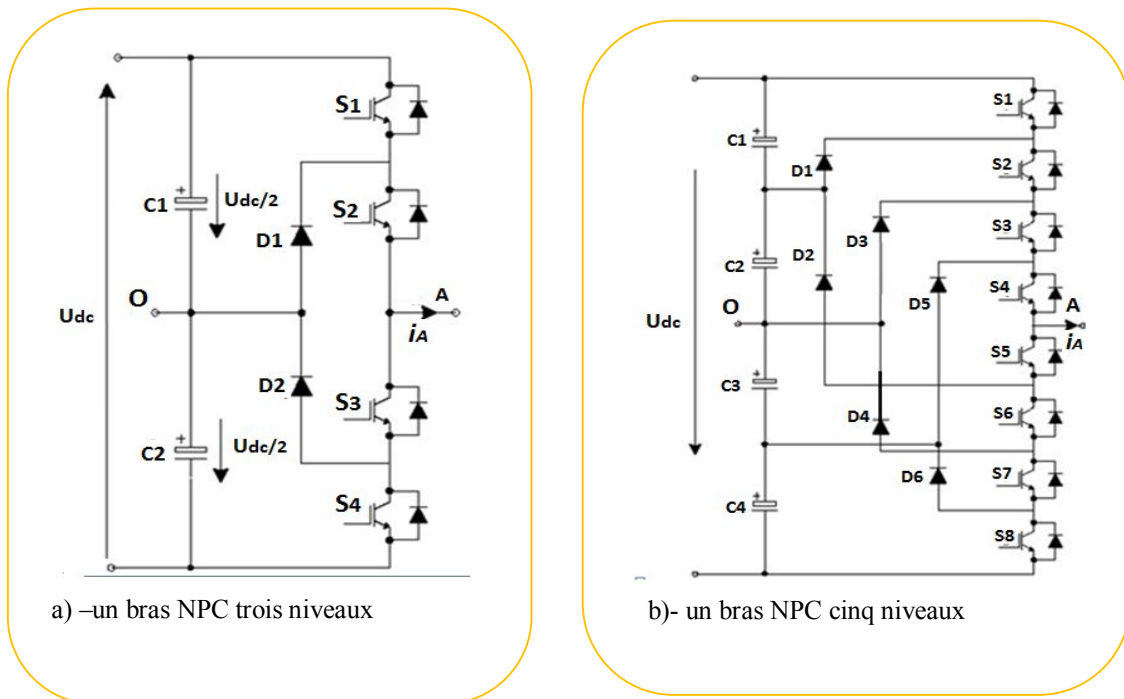 S1
C1
Udc/2
S2
D1
O
A
iA
Udc
D2
S3
C2
Udc/2
S4
a) –un bras NPC trois niveaux
S1
C1
D1
S2
D3
S3
C2
D2
D5
S4
O
A
iA
Udc
S5
C3
D4
S6
D6
S7
C4
S8
b)- un bras NPC cinq niveaux